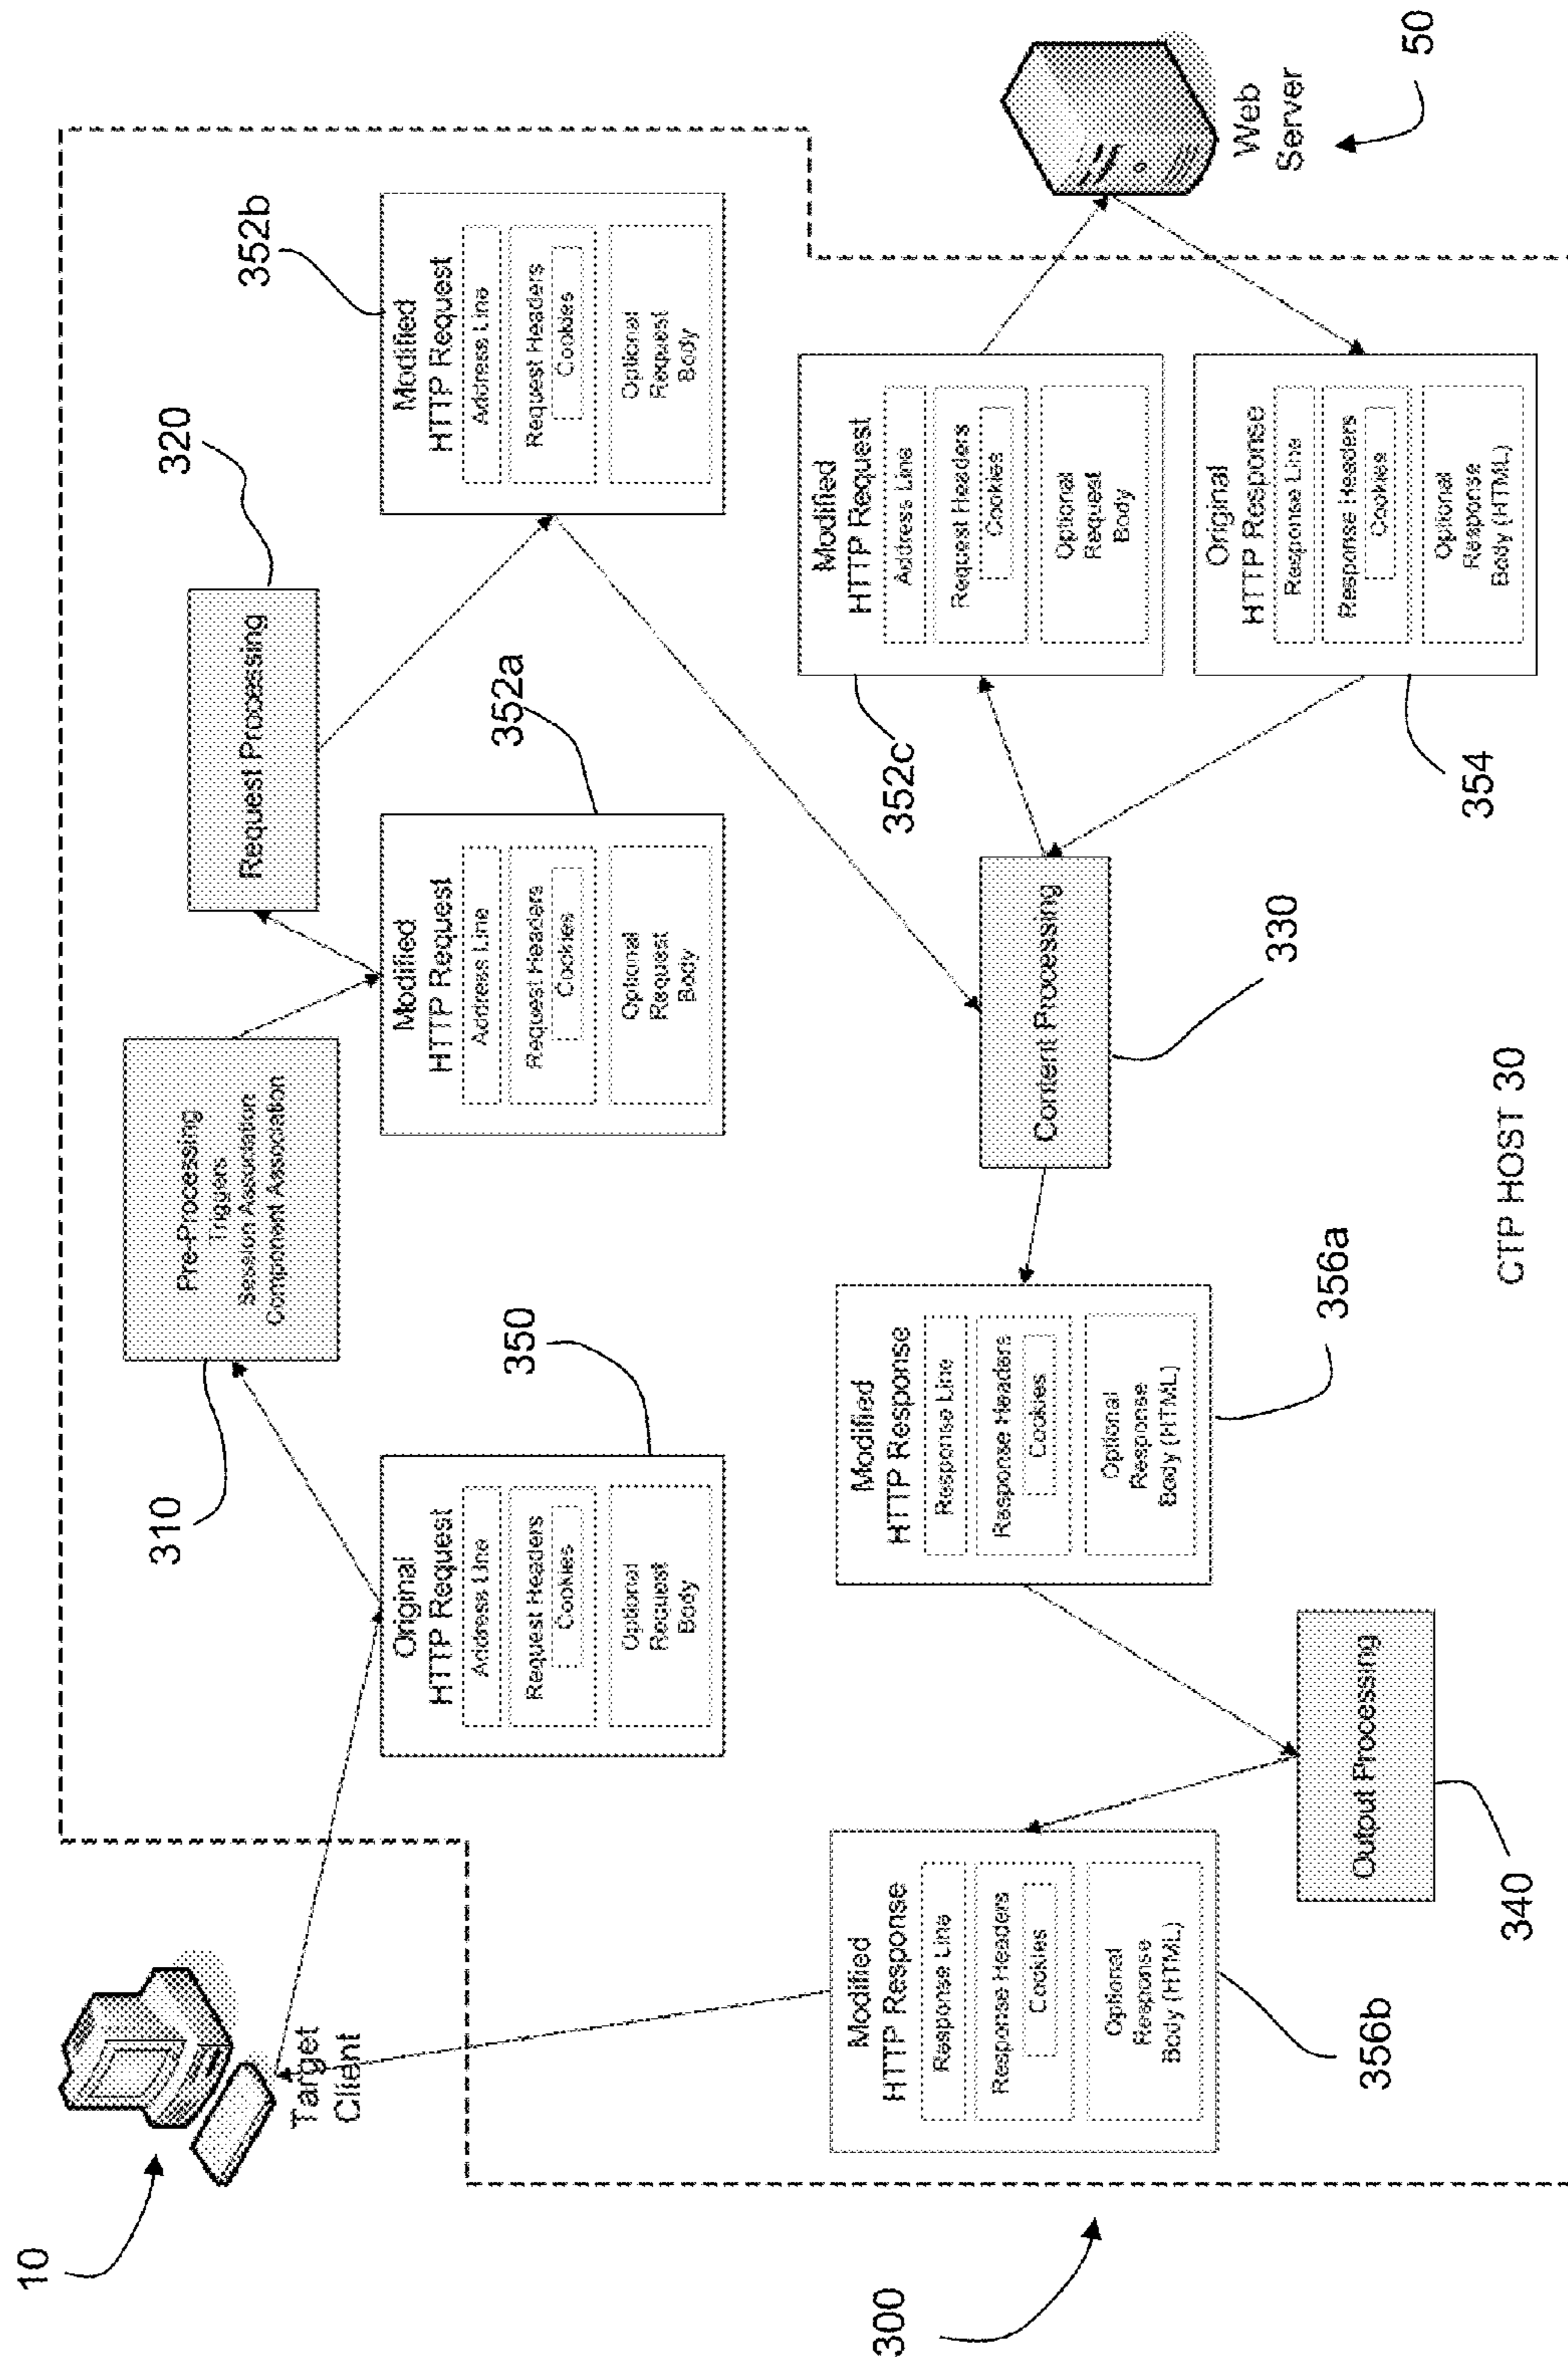 10
Target
Client
300
310
Pre-Processing
Triggers
Session Association
Component Association
320
Request Processing
350
Original
HTTP Request
Address Line
Request Headers
Cookies
Optional
Request
Body
352a
Modified
HTTP Request
Address Line
Request Headers
Cookies
Optional
Request
Body
352b
Modified
HTTP Request
Address Line
Request Headers
Cookies
Optional
Request
Body
356b
Modified
HTTP Response
Response Line
Response Headers
Cookies
Optional
Response
Body (HTML)
340
Output Processing
356a
Modified
HTTP Response
Response Line
Response Headers
Cookies
Optional
Response
Body (HTML)
330
Content Processing
352c
Modified
HTTP Request
Address Line
Request Headers
Cookies
Optional
Request
Body
354
Original
HTTP Response
Response Line
Response Headers
Cookies
Optional
Response
Body (HTML)
Web
Server
50
CTP HOST 30